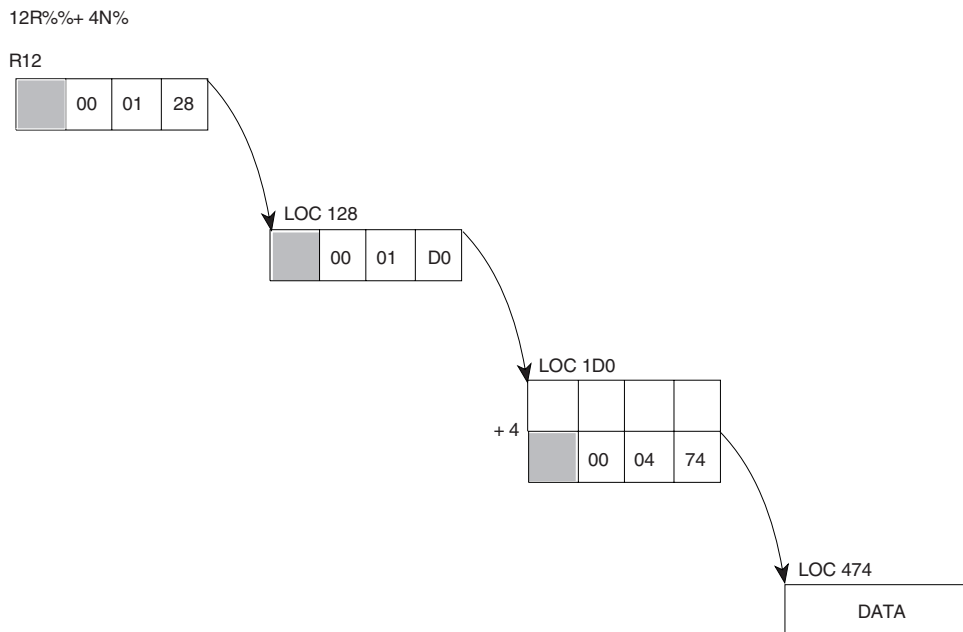 12R%%+ 4N%
R12
00 01 28
LOC 128
00 01 D0
LOC 1D0
+ 4
00 04 74
LOC 474
DATA